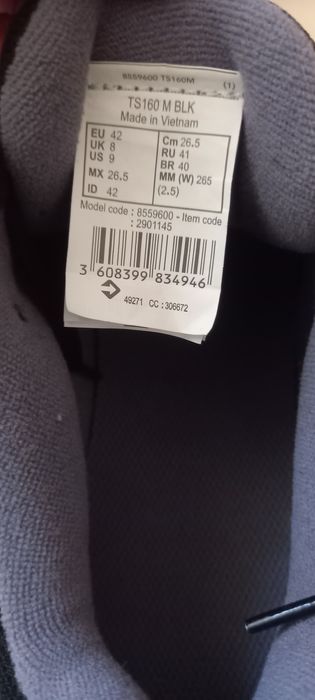 8559600 TS160M (1)
TS160 M BLK
Made in Vietnam
EU 42
UK 8
US 9
MX 26.5
ID 42
Cm 26.5
RU 41
BR 40
MM (W) 265
(2.5)
Model code : 8559600 - Item code
: 2901145
3 608399 834946
49271 CC : 306672